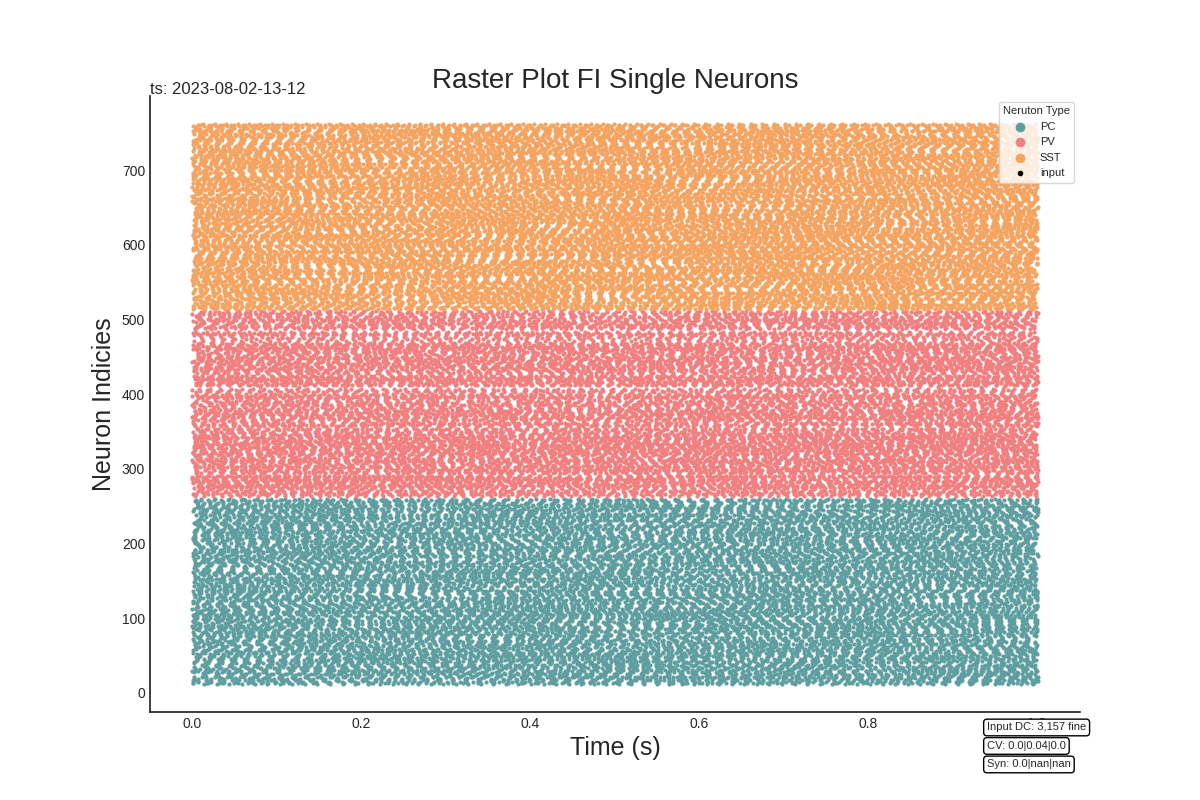 Raster Plot FI Single Neurons
ts: 2023-08-02-13-12
Neruton Type
PC
PV
SST
input
Neuron Indicies
700
600
500
400
300
200
100
0
0.0
0.2
0.4
0.6
0.8
Time (s)
Input DC: 3,157 fine
CV: 0.0|0.04|0.0
Syn: 0.0|nan|nan